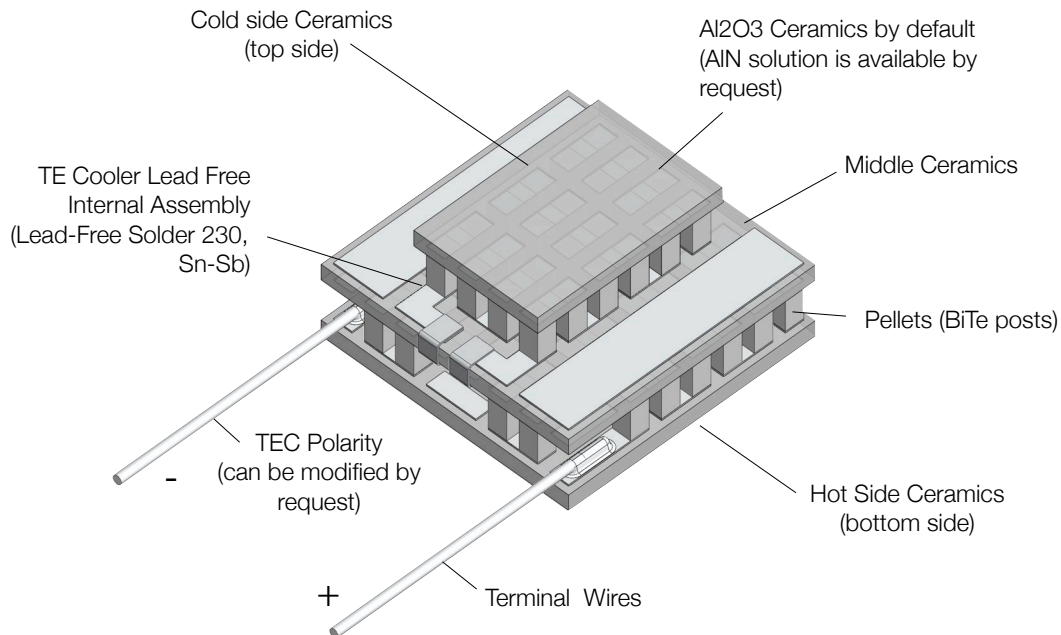 Cold side Ceramics
(top side)
Al2O3 Ceramics by default
(AlN solution is available by
request)
TE Cooler Lead Free
Internal Assembly
(Lead-Free Solder 230,
Sn-Sb)
Middle Ceramics
Pellets (BiTe posts)
TEC Polarity
(can be modified by
request)
-
Hot Side Ceramics
(bottom side)
+
Terminal Wires